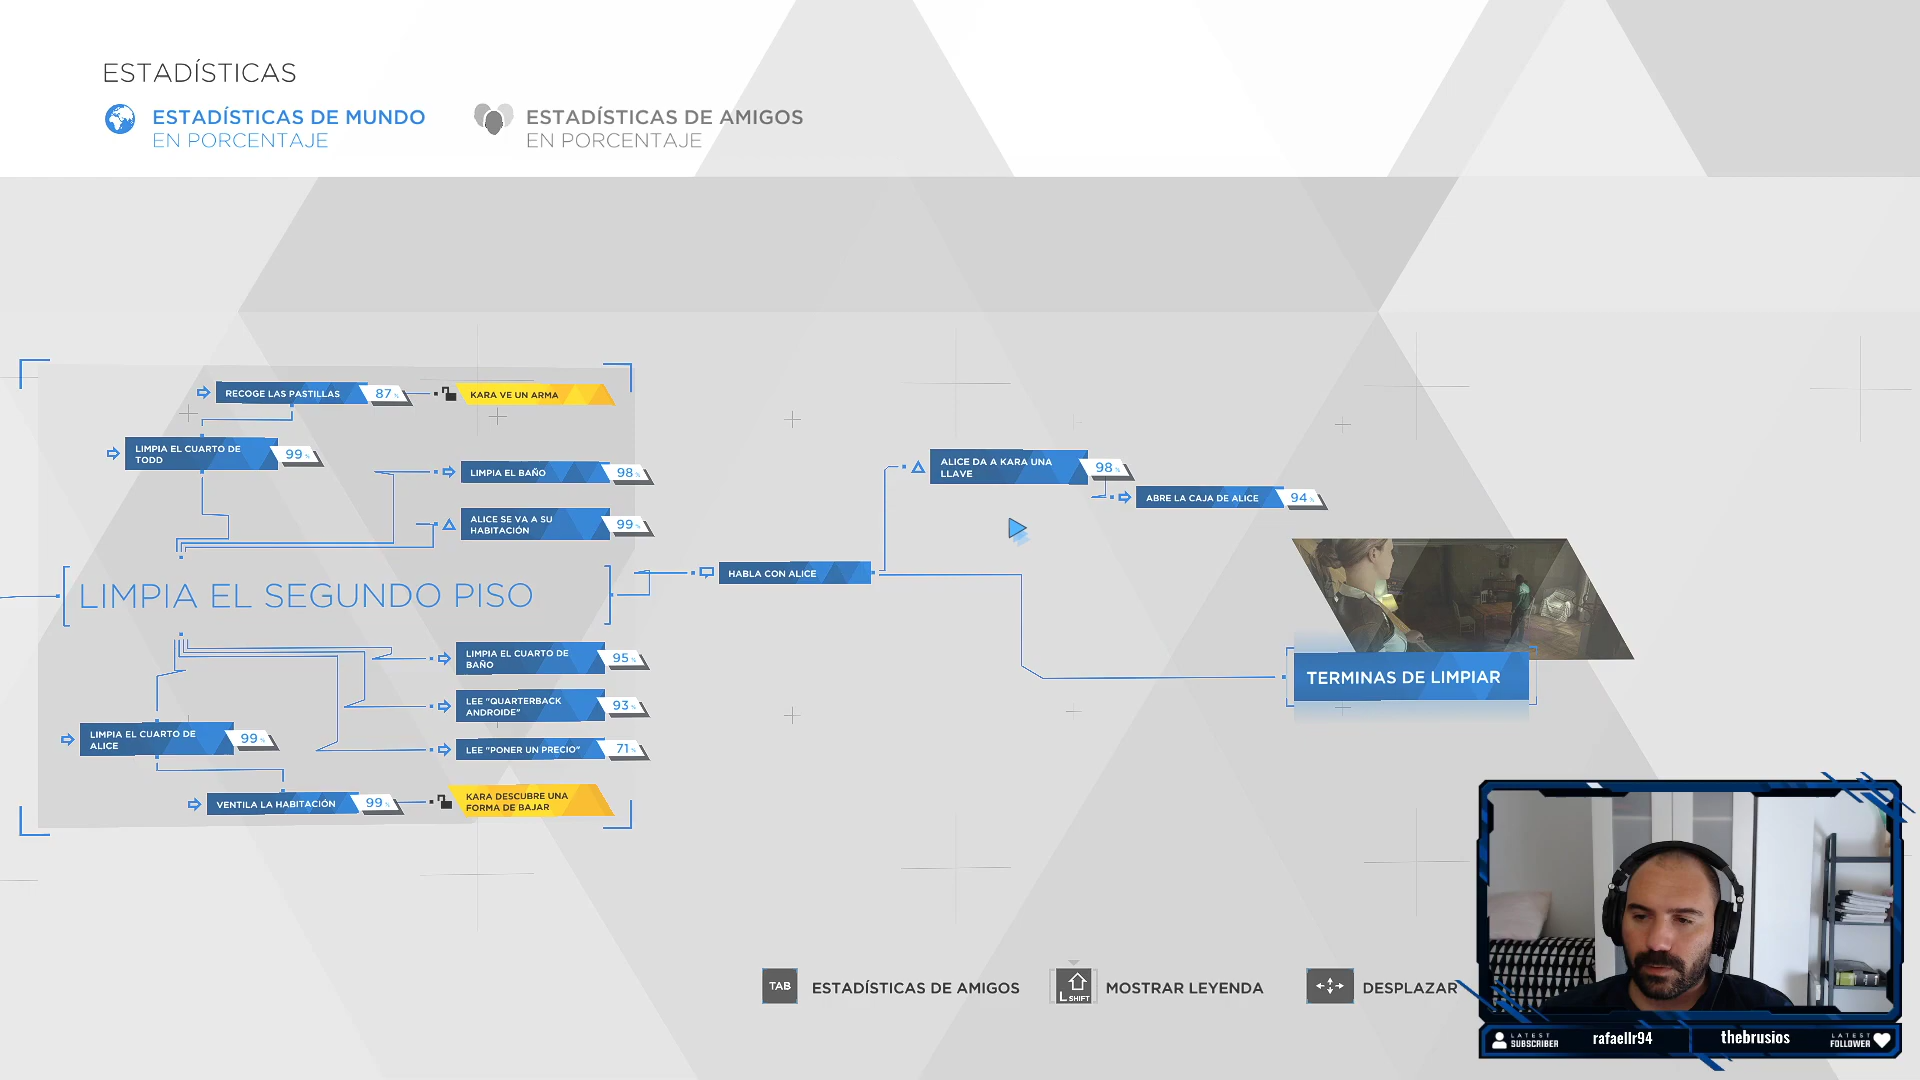 ESTADÍSTICAS
ESTADÍSTICAS DE MUNDO
EN PORCENTAJE
ESTADÍSTICAS DE AMIGOS
EN PORCENTAJE
RECOGE LAS PASTILLAS
87%
KARA VE UN ARMA
LIMPIA EL CUARTO DE
TODD
99%
LIMPIA EL BAÑO
98%
ALICE SE VA A SU
HABITACIÓN
99%
LIMPIA EL SEGUNDO PISO
HABLA CON ALICE
ALICE DA A KARA UNA
LLAVE
98%
ABRE LA CAJA DE ALICE
94%
TERMINAS DE LIMPIAR
LIMPIA EL CUARTO DE
BAÑO
95%
LEE "QUARTERBACK
ANDROIDE"
93%
LIMPIA EL CUARTO DE
ALICE
99%
LEE "PONER UN PRECIO"
71%
VENTILA LA HABITACIÓN
99%
KARA DESCUBRE UNA
FORMA DE BAJAR
TAB
ESTADÍSTICAS DE AMIGOS
L SHIFT
MOSTRAR LEYENDA
DESPLAZAR
LATEST
SUBSCRIBER
rafaellr94
thebrusios
LATEST
FOLLOWER